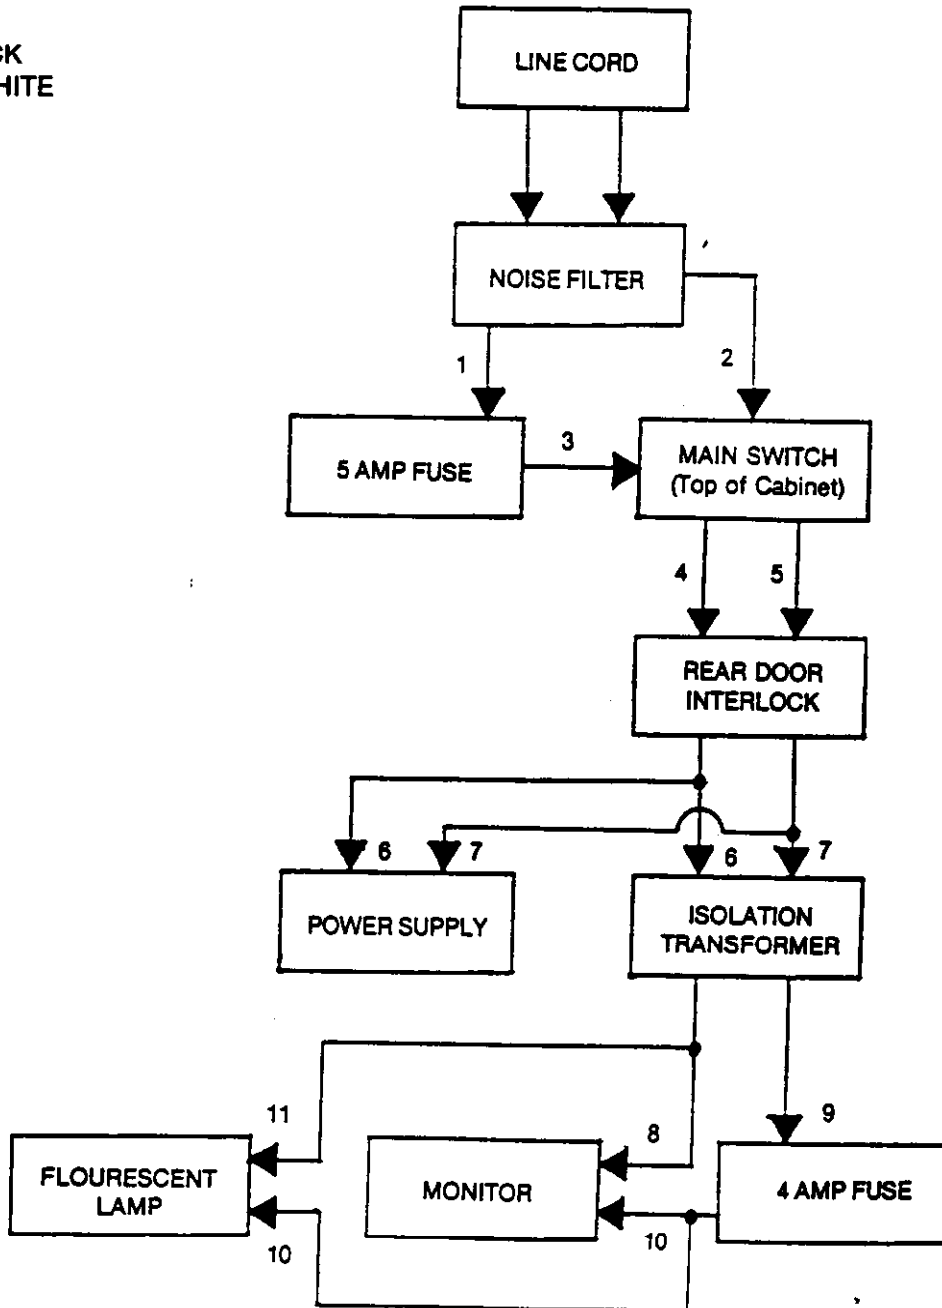 LINE CORD
CK
HITE
NOISE FILTER
1
2
5 AMP FUSE
3
MAIN SWITCH
(Top of Cabinet)
4
5
REAR DOOR
INTERLOCK
6
7
6
7
POWER SUPPLY
ISOLATION
TRANSFORMER
11
8
9
FLOURESCENT
LAMP
MONITOR
4 AMP FUSE
10
10